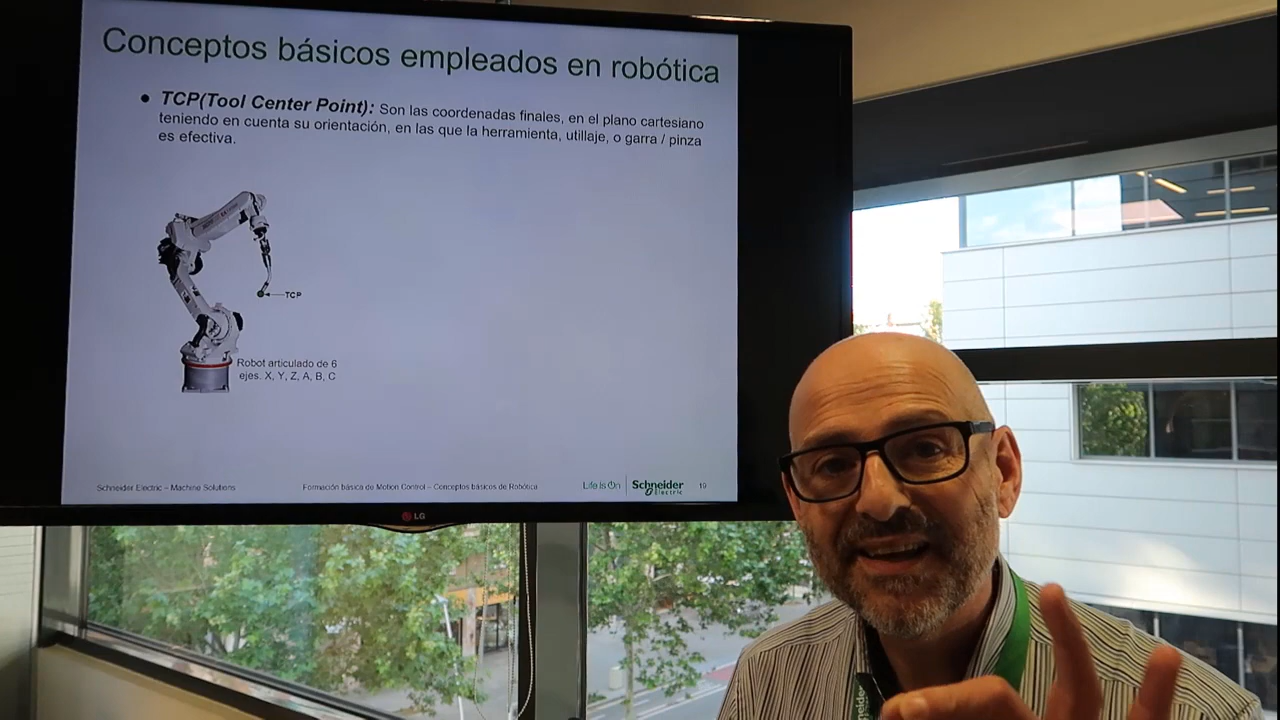 Conceptos básicos empleados en robótica
● TCP(Tool Center Point): Son las coordenadas finales, en el plano cartesiano
teniendo en cuenta su orientación, en las que la herramienta, utillaje, o garra / pinza
es efectiva.
TCP
Robot articulado de 6
ejes. X, Y, Z, A, B, C
Schneider Electric – Machine Solutions
Formación básica de Motion Control – Conceptos básicos de Robótica
Life Is On
Schneider
Electric
19
LG
Schneider